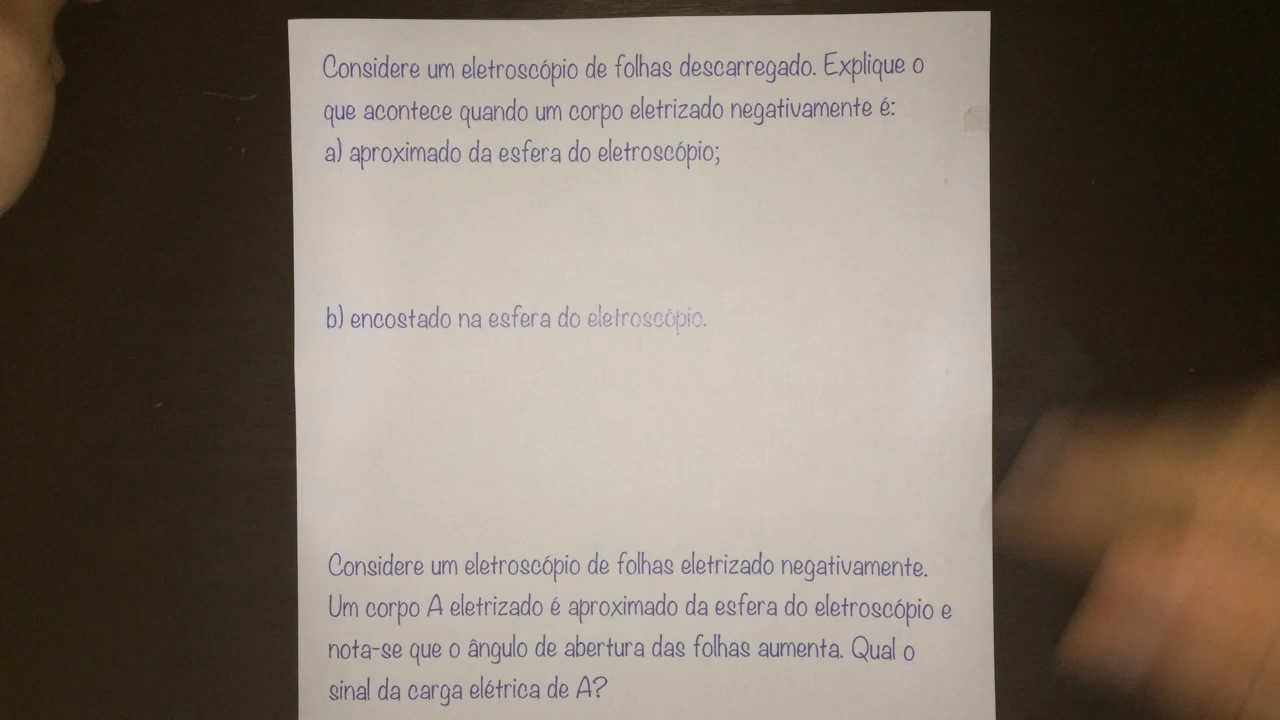 Considere um eletroscópio de folhas descarregado. Explique o
que acontece quando um corpo eletrizado negativamente é:
a) aproximado da esfera do eletroscópio;
b) encostado na esfera do eletroscópio.
Considere um eletroscópio de folhas eletrizado negativamente.
Um corpo A eletrizado é aproximado da esfera do eletroscópio e
nota-se que o ângulo de abertura das folhas aumenta. Qual o
sinal da carga elétrica de A?